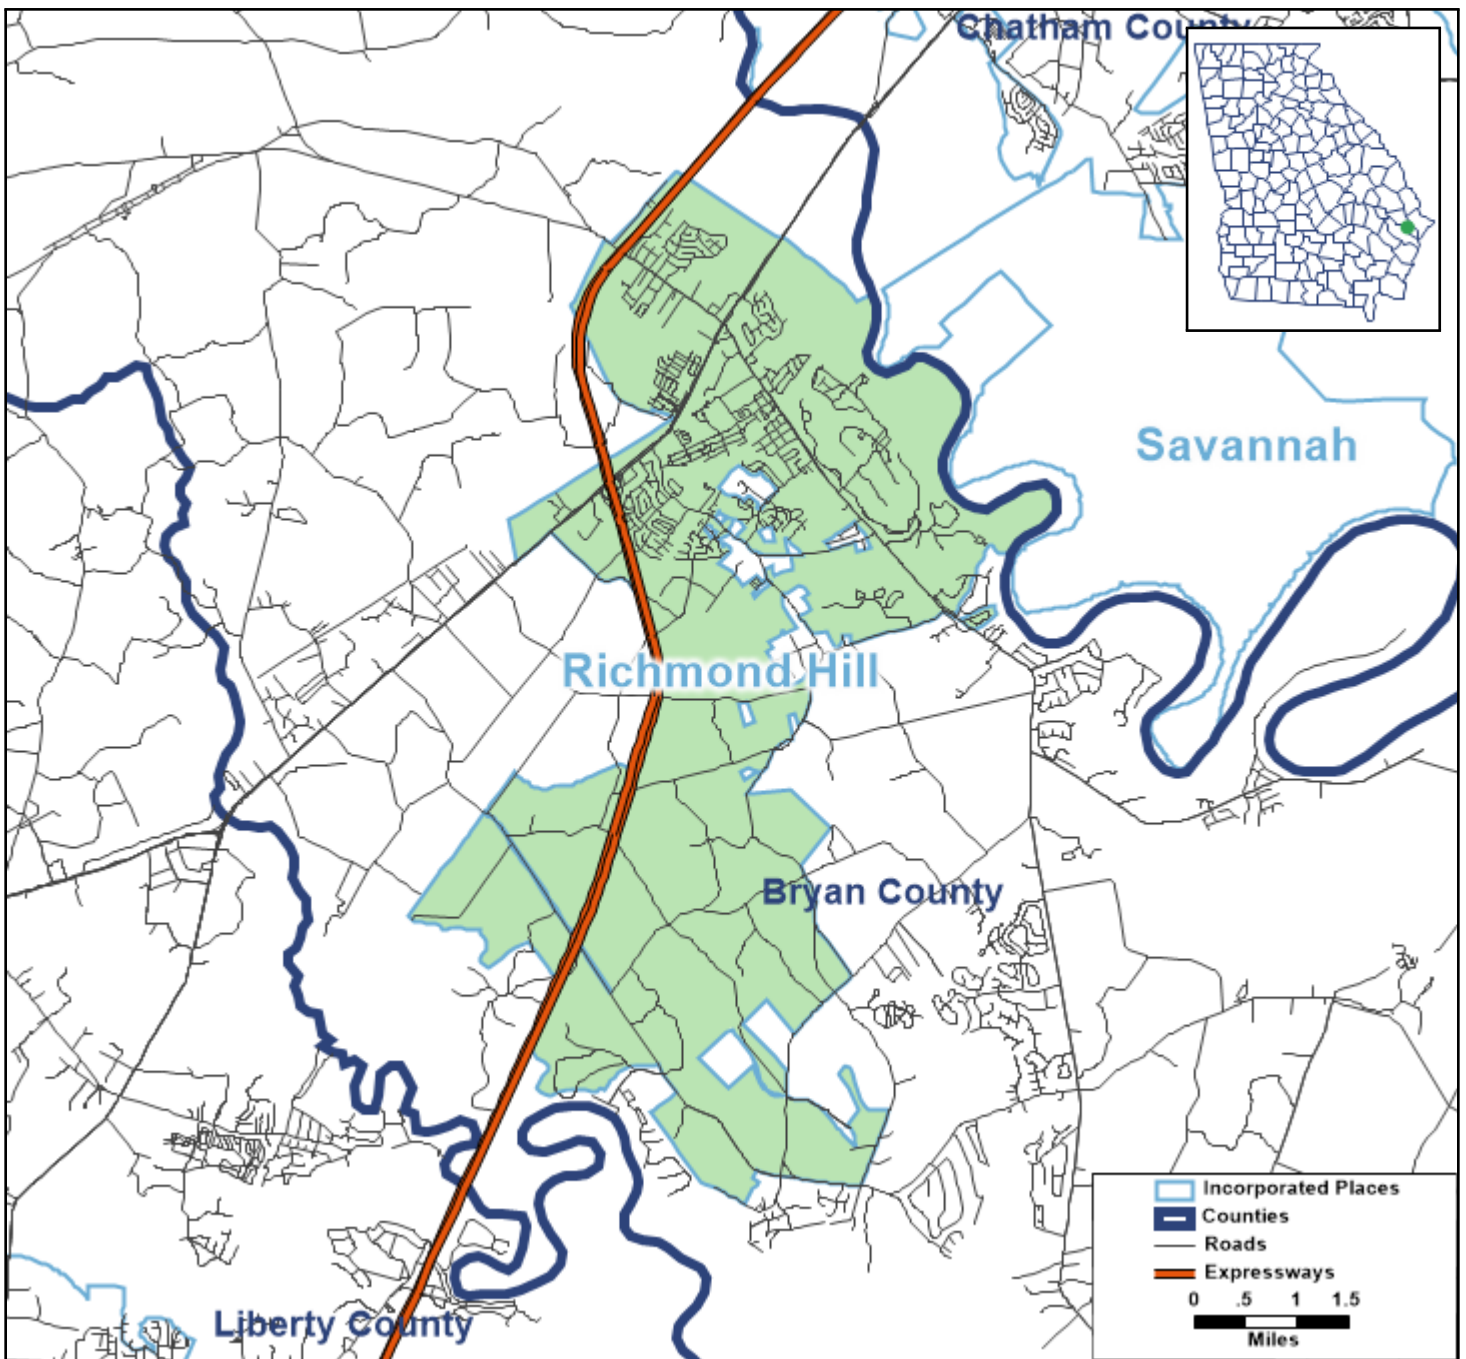 Chatham County
Savannah
Richmond Hill
Bryan County
Liberty County
Incorporated Places
Counties
Roads
Expressways
0 .5 1 1.5
Miles